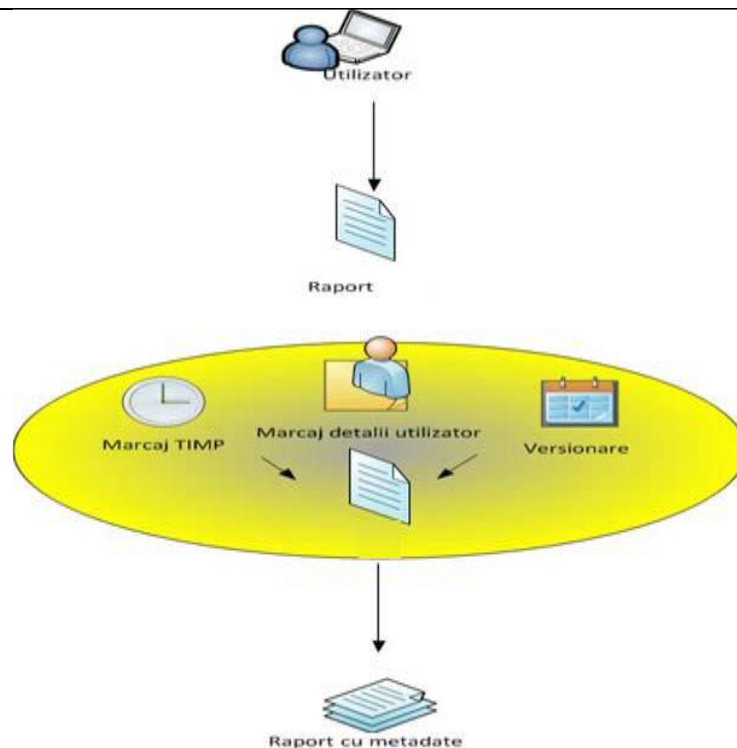 Utilizator
Raport
Marcaj TIMP
Marcaj detalii utilizator
Versionare
Raport cu metadate